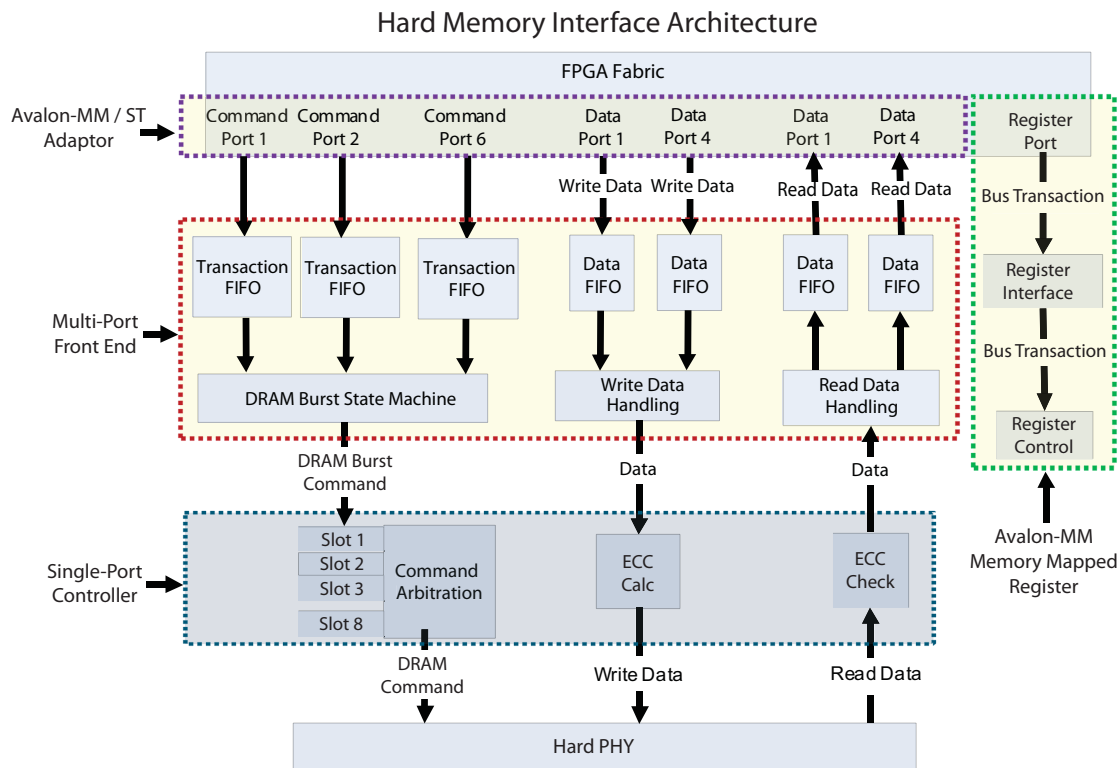 Hard Memory Interface Architecture
FPGA Fabric
Avalon-MM / ST
Adaptor
Command
Port 1
Command
Port 2
Command
Port 6
Data
Port 1
Data
Port 4
Data
Port 1
Data
Port 4
Register
Port
Write Data
Write Data
Read Data
Read Data
Bus Transaction
Multi-Port
Front End
Transaction
FIFO
Transaction
FIFO
Transaction
FIFO
Data
FIFO
Data
FIFO
Data
FIFO
Data
FIFO
Register
Interface
Bus Transaction
DRAM Burst State Machine
Write Data
Handling
Read Data
Handling
Register
Control
DRAM Burst
Command
Data
Data
Avalon-MM
Memory Mapped
Register
Single-Port
Controller
Slot 1
Slot 2
Slot 3
Slot 8
Command
Arbitration
ECC
Calc
ECC
Check
DRAM
Command
Write Data
Read Data
Hard PHY